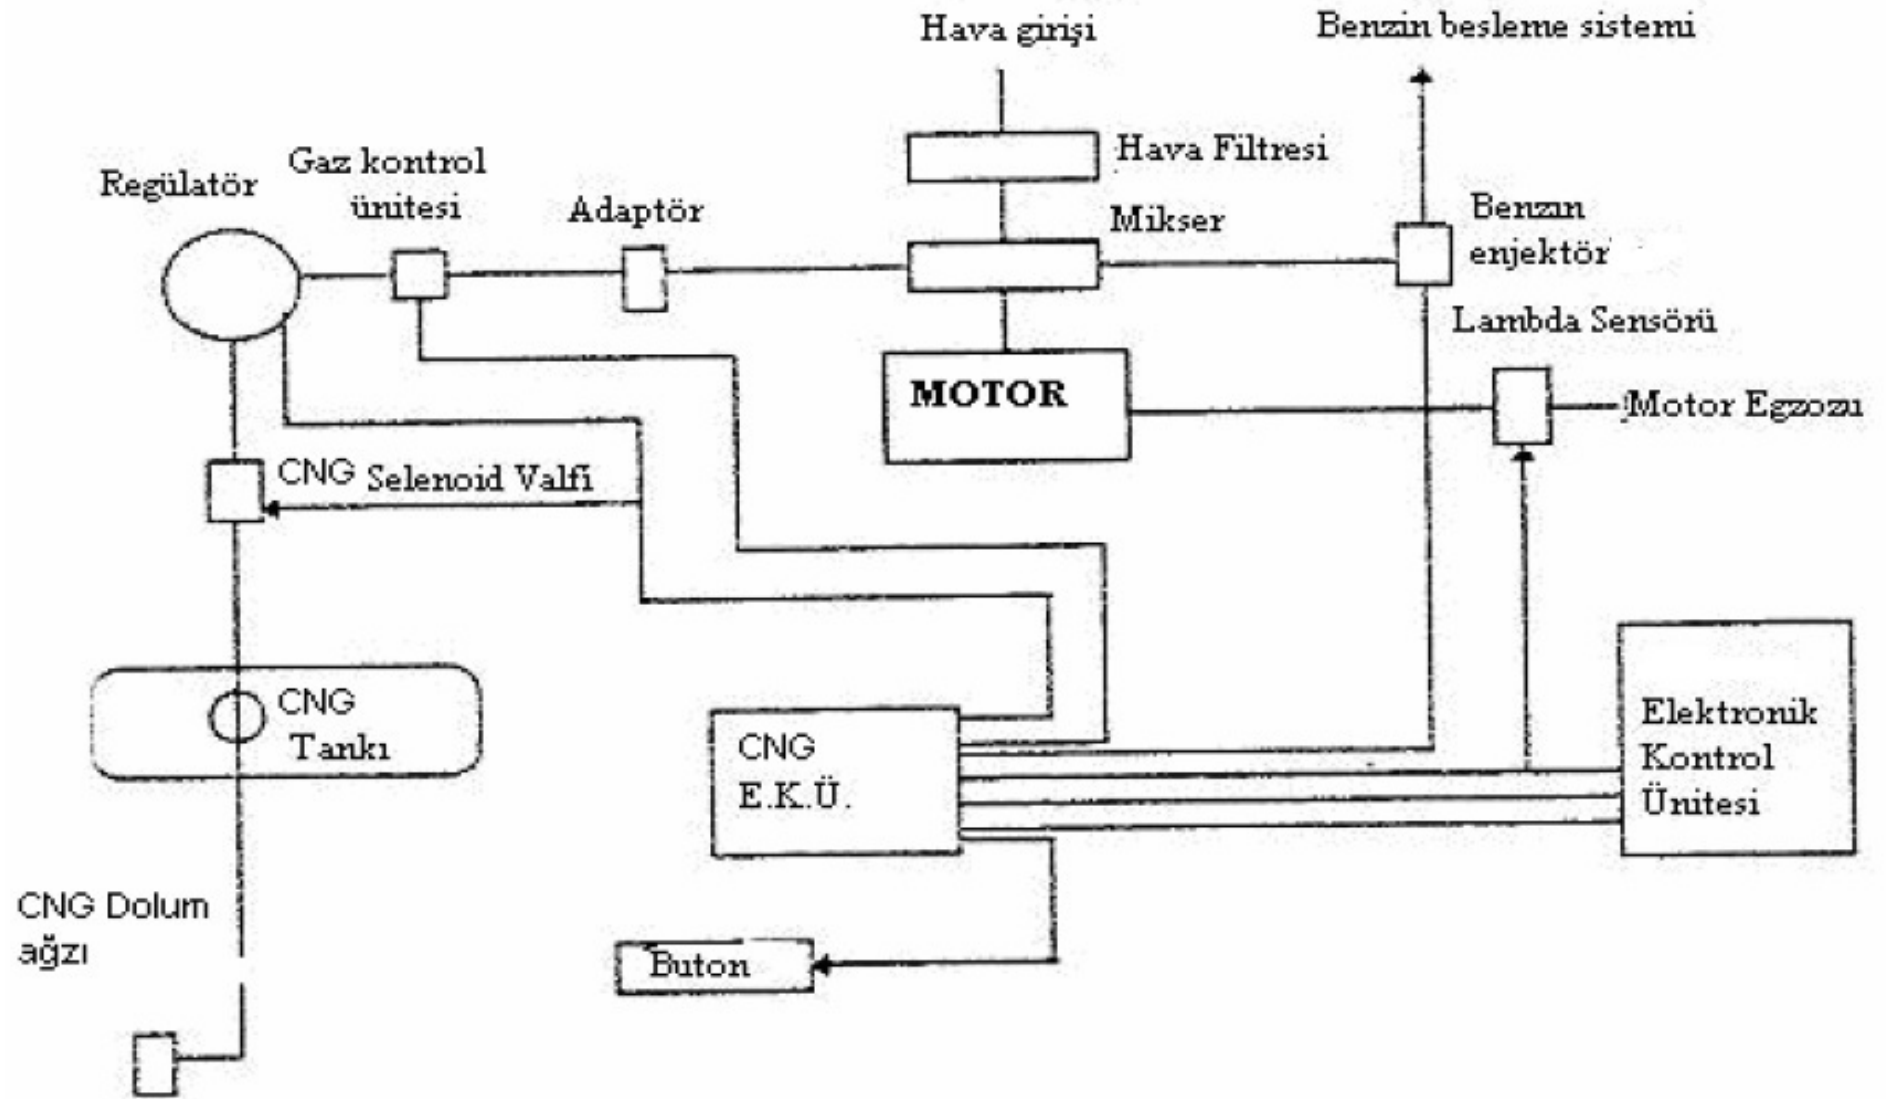 Hava girişi
Benzin besleme sistemi
Hava Filtresi
Gaz kontrol
ünitesi
Regülatör
Adaptör
Mikser
Benzın
enjektör
Lambda Sensörü
MOTOR
Motor Egzozu
CNG Selenoid Valfi
CNG
Tankı
CNG
E.K.Ü.
Elektronik
Kontrol
Ünitesi
CNG Dolum
ağzı
Buton